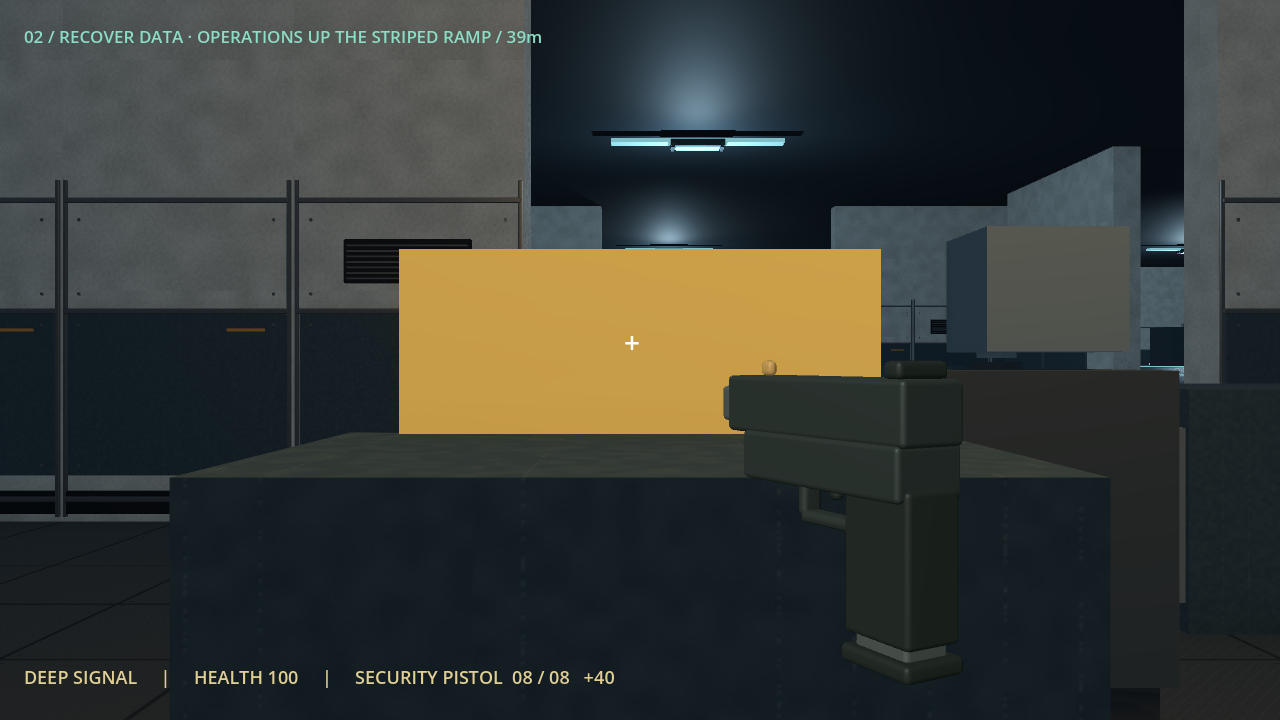 02 / RECOVER DATA · OPERATIONS UP THE STRIPED RAMP / 39m
DEEP SIGNAL | HEALTH 100 | SECURITY PISTOL 08 / 08 +40